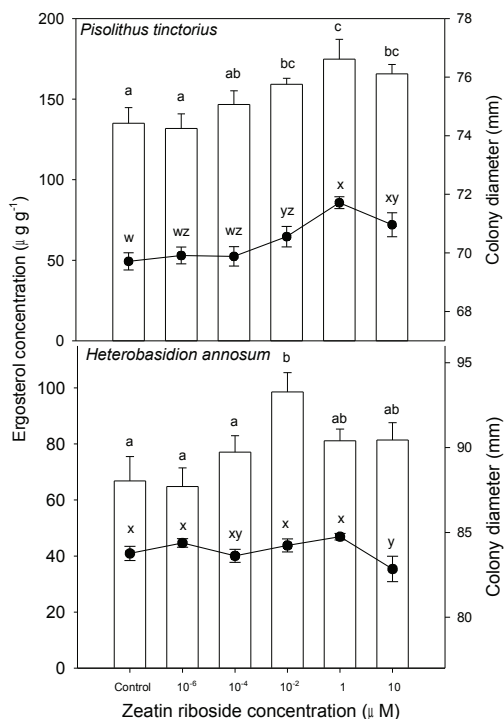 Pisolithus tinctorius
200
150
100
50
0
78
76
74
72
70
68
a
a
ab
bc
c
bc
w
wz
wz
yz
x
xy
Ergosterol concentration (μ g g⁻¹)
Colony diameter (mm)
Heterobasidion annosum
100
80
60
40
20
0
95
90
85
80
a
a
a
b
ab
ab
x
x
xy
x
x
y
Colony diameter (mm)
Control 10⁻⁶ 10⁻⁴ 10⁻² 1 10
Zeatin riboside concentration (μ M)